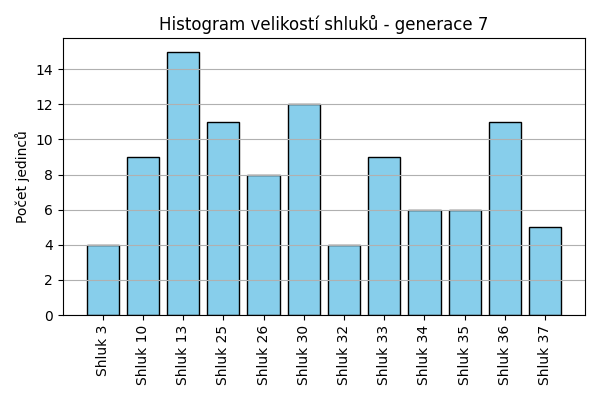 Histogram velikostí shluků - generace 7
Počet jedinců
14
12
10
8
6
4
2
0
Shluk 3
Shluk 10
Shluk 13
Shluk 25
Shluk 26
Shluk 30
Shluk 32
Shluk 33
Shluk 34
Shluk 35
Shluk 36
Shluk 37